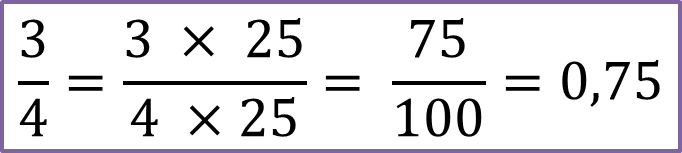 3/4 = (3 × 25)/(4 × 25) = 75/100 = 0,75